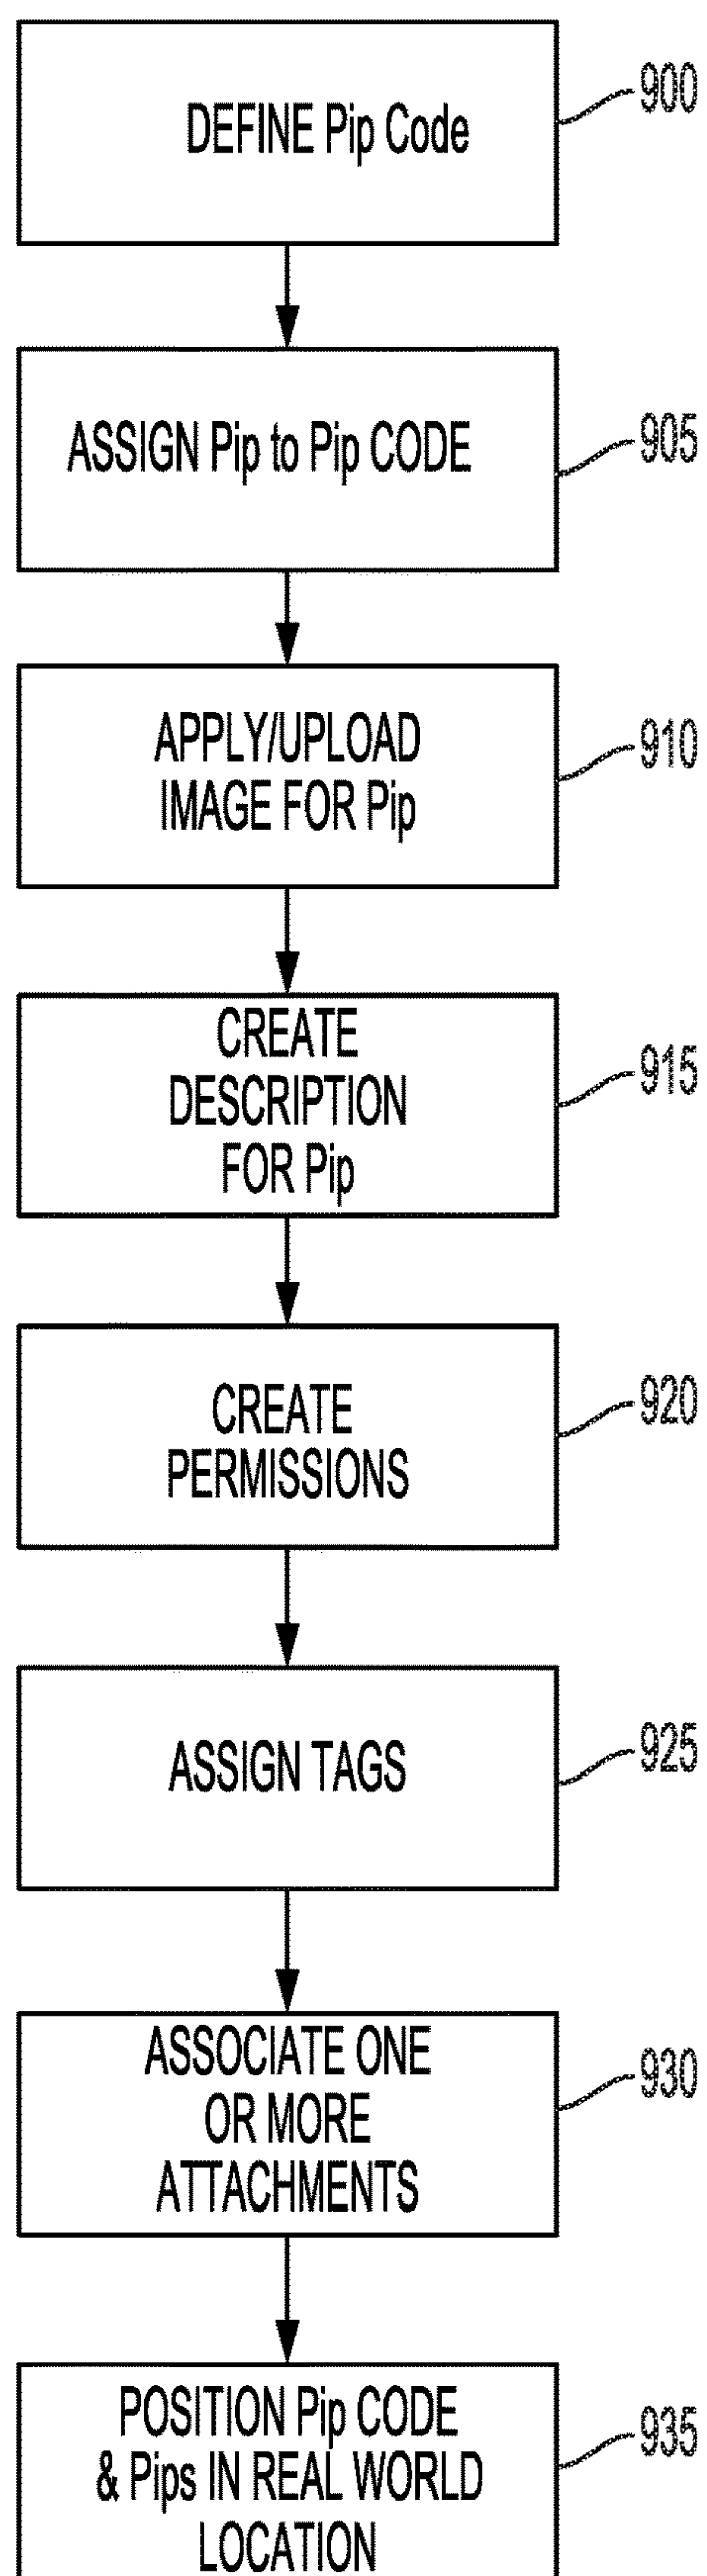 DEFINE Pip Code
900
ASSIGN Pip to Pip CODE
905
APPLY/UPLOAD
IMAGE FOR Pip
910
CREATE
DESCRIPTION
FOR Pip
915
CREATE
PERMISSIONS
920
ASSIGN TAGS
925
ASSOCIATE ONE
OR MORE
ATTACHMENTS
930
POSITION Pip CODE
& Pips IN REAL WORLD
LOCATION
935